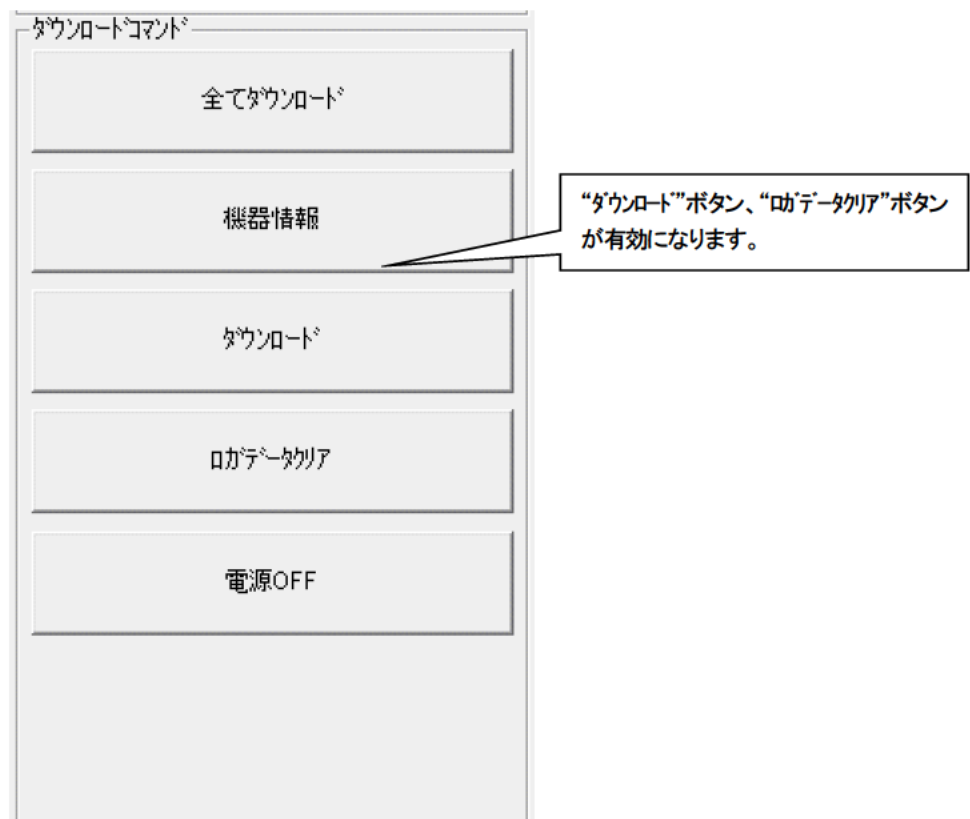 ﾀﾞｳﾝﾛｰﾄﾞｺﾏﾝﾄﾞ
全てﾀﾞｳﾝﾛｰﾄﾞ
機器情報
“ﾀﾞｳﾝﾛｰﾄﾞ”ボタン、“ﾛｶﾞﾃﾞｰﾀｸﾘｱ”ボタン
が有効になります。
ﾀﾞｳﾝﾛｰﾄﾞ
ﾛｶﾞﾃﾞｰﾀｸﾘｱ
電源OFF